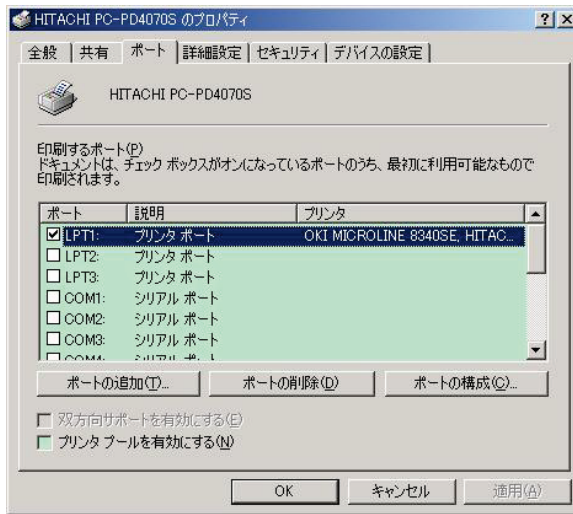 HITACHI PC-PD4070S のプロパティ
全般 共有 ポート 詳細設定 セキュリティ デバイスの設定
HITACHI PC-PD4070S
印刷するポート(P)
ドキュメントは、チェック ボックスがオンになっているポートのうち、最初に利用可能なもので
印刷されます。
ポート 説明 プリンタ
LPT1: プリンタ ポート OKI MICROLINE 8340SE, HITAC...
LPT2: プリンタ ポート
LPT3: プリンタ ポート
COM1: シリアル ポート
COM2: シリアル ポート
COM3: シリアル ポート
COM4: シリアル ポート
ポートの追加(T)... ポートの削除(D) ポートの構成(C)...
双方向サポートを有効にする(E)
プリンタ プールを有効にする(N)
OK キャンセル 適用(A)